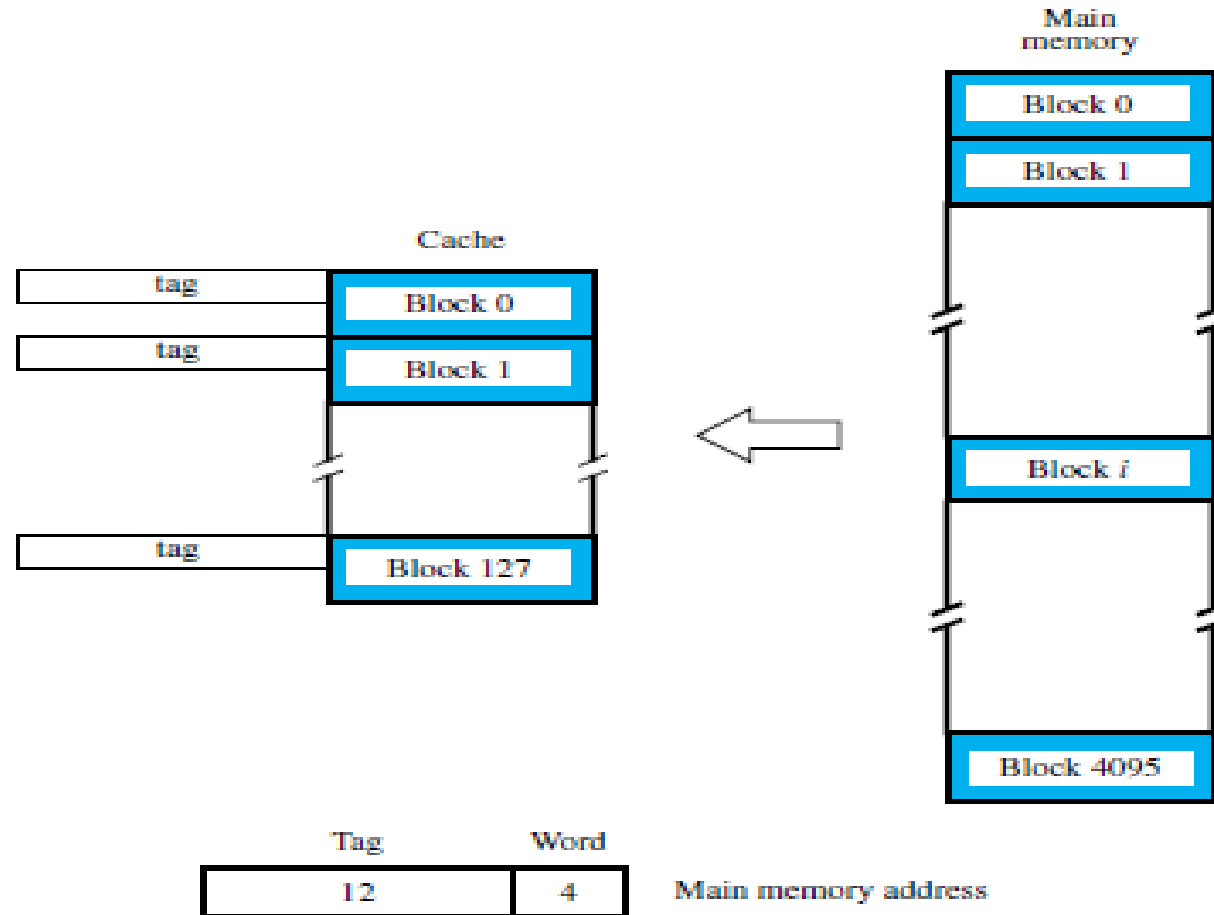 Main
memory
Block 0
Block 1
Cache
tag
Block 0
tag
Block 1
Block i
tag
Block 127
Block 4095
Tag Word
12 4 Main memory address